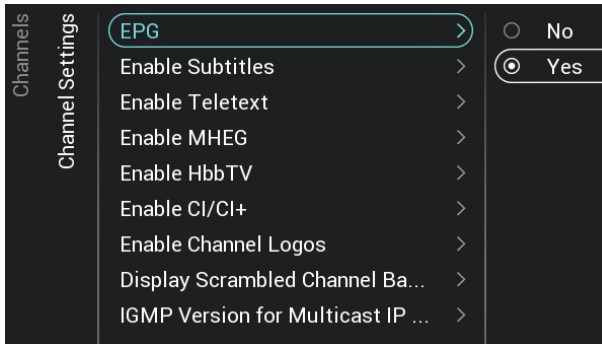 Channels
Channel Settings
EPG
Enable Subtitles
Enable Teletext
Enable MHEG
Enable HbbTV
Enable CI/CI+
Enable Channel Logos
Display Scrambled Channel Ba...
IGMP Version for Multicast IP ...
No
Yes